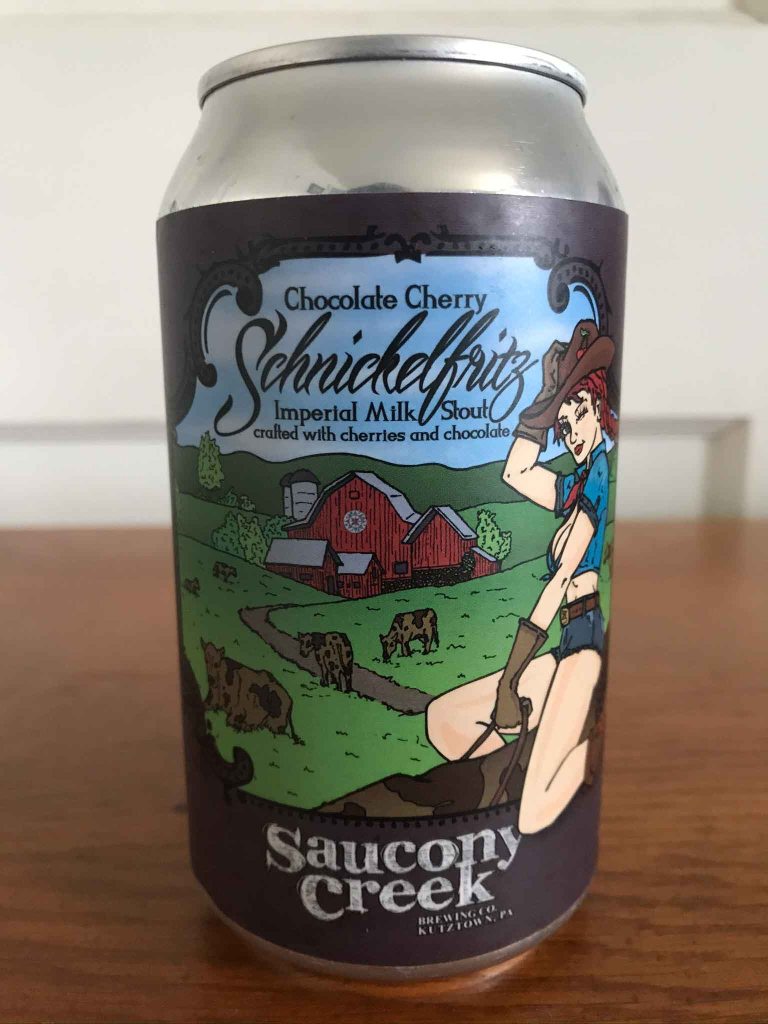 Chocolate Cherry
Schnickelfritz
Imperial Milk Stout
crafted with cherries and chocolate
Saucony
Creek
BREWING CO.
KUTZTOWN, PA